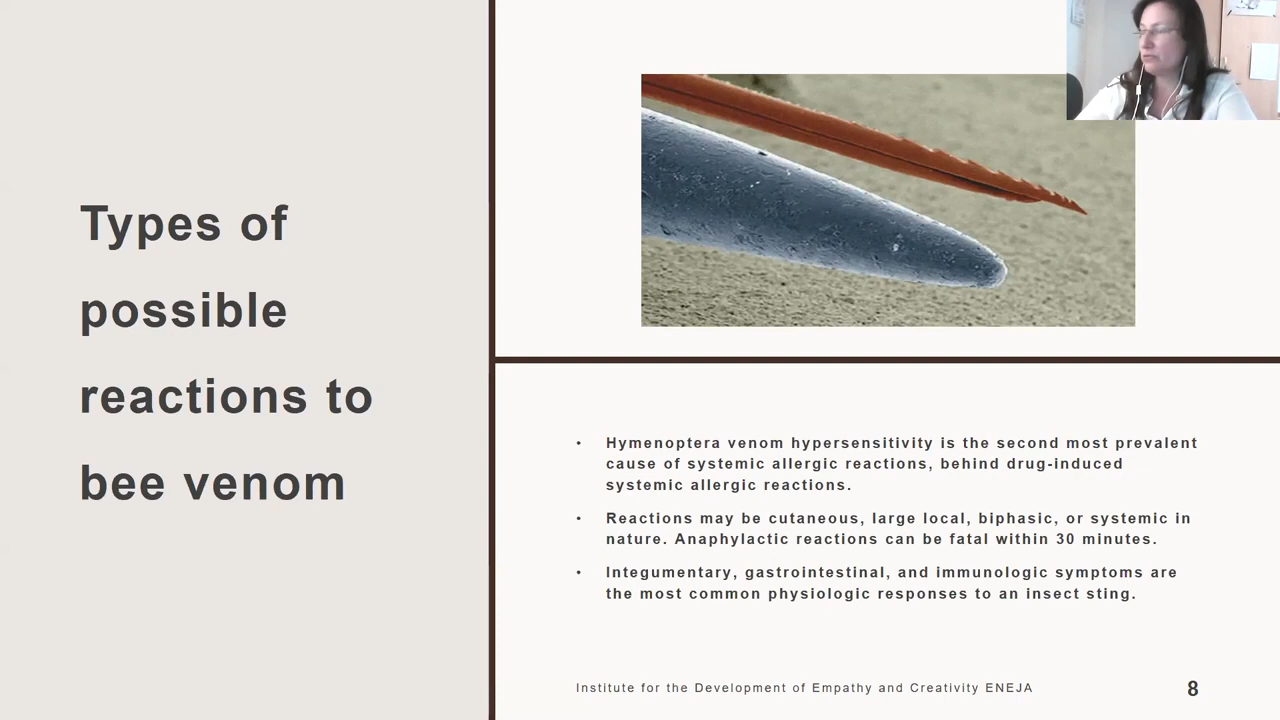 Types of
possible
reactions to
bee venom
• Hymenoptera venom hypersensitivity is the second most prevalent
cause of systemic allergic reactions, behind drug-induced
systemic allergic reactions.
• Reactions may be cutaneous, large local, biphasic, or systemic in
nature. Anaphylactic reactions can be fatal within 30 minutes.
• Integumentary, gastrointestinal, and immunologic symptoms are
the most common physiologic responses to an insect sting.
Institute for the Development of Empathy and Creativity ENEJA
8